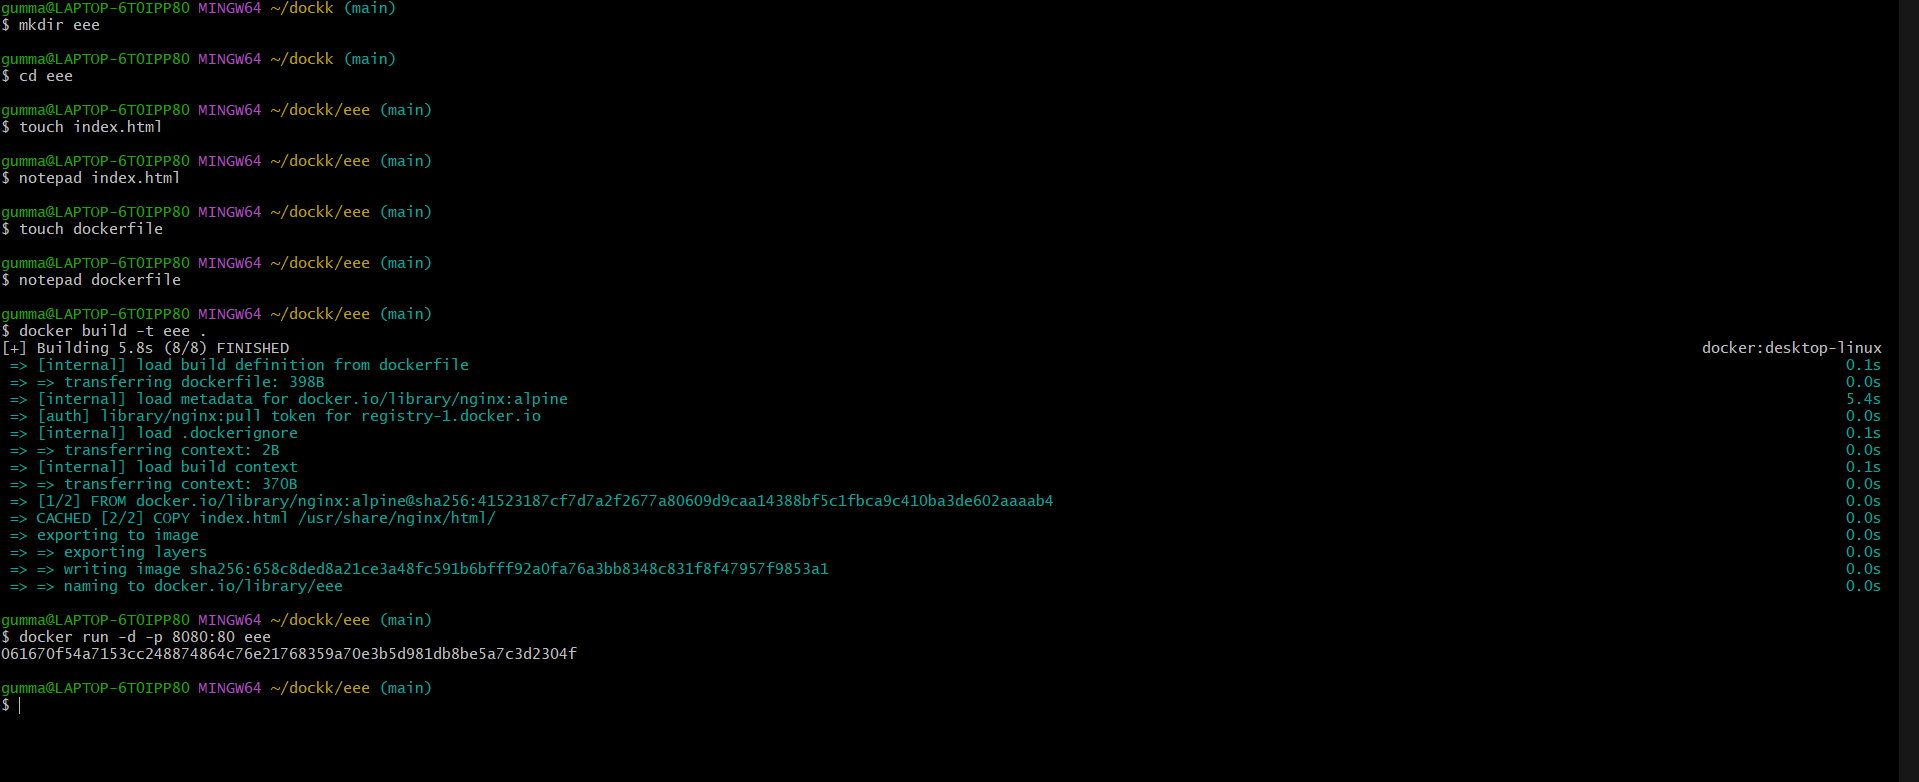 gumma@LAPTOP-6T0IPP80 MINGW64 ~/dockk (main)
$ mkdir eee
gumma@LAPTOP-6T0IPP80 MINGW64 ~/dockk (main)
$ cd eee
gumma@LAPTOP-6T0IPP80 MINGW64 ~/dockk/eee (main)
$ touch index.html
gumma@LAPTOP-6T0IPP80 MINGW64 ~/dockk/eee (main)
$ notepad index.html
gumma@LAPTOP-6T0IPP80 MINGW64 ~/dockk/eee (main)
$ touch dockerfile
gumma@LAPTOP-6T0IPP80 MINGW64 ~/dockk/eee (main)
$ notepad dockerfile
gumma@LAPTOP-6T0IPP80 MINGW64 ~/dockk/eee (main)
$ docker build -t eee .
[+] Building 5.8s (8/8) FINISHED docker:desktop-linux
=> [internal] load build definition from dockerfile 0.1s
=> => transferring dockerfile: 398B 0.0s
=> [internal] load metadata for docker.io/library/nginx:alpine 5.4s
=> [auth] library/nginx:pull token for registry-1.docker.io 0.0s
=> [internal] load .dockerignore 0.1s
=> => transferring context: 2B 0.0s
=> [internal] load build context 0.1s
=> => transferring context: 370B 0.0s
=> [1/2] FROM docker.io/library/nginx:alpine@sha256:41523187cf7d7a2f2677a80609d9caa14388bf5c1fbca9c410ba3de602aaaab4 0.0s
=> CACHED [2/2] COPY index.html /usr/share/nginx/html/ 0.0s
=> exporting to image 0.0s
=> => exporting layers 0.0s
=> => writing image sha256:658c8ded8a21ce3a48fc591b6bfff92a0fa76a3bb8348c831f8f47957f9853a1 0.0s
=> => naming to docker.io/library/eee 0.0s
gumma@LAPTOP-6T0IPP80 MINGW64 ~/dockk/eee (main)
$ docker run -d -p 8080:80 eee
061670f54a7153cc248874864c76e21768359a70e3b5d981db8be5a7c3d2304f
gumma@LAPTOP-6T0IPP80 MINGW64 ~/dockk/eee (main)
$